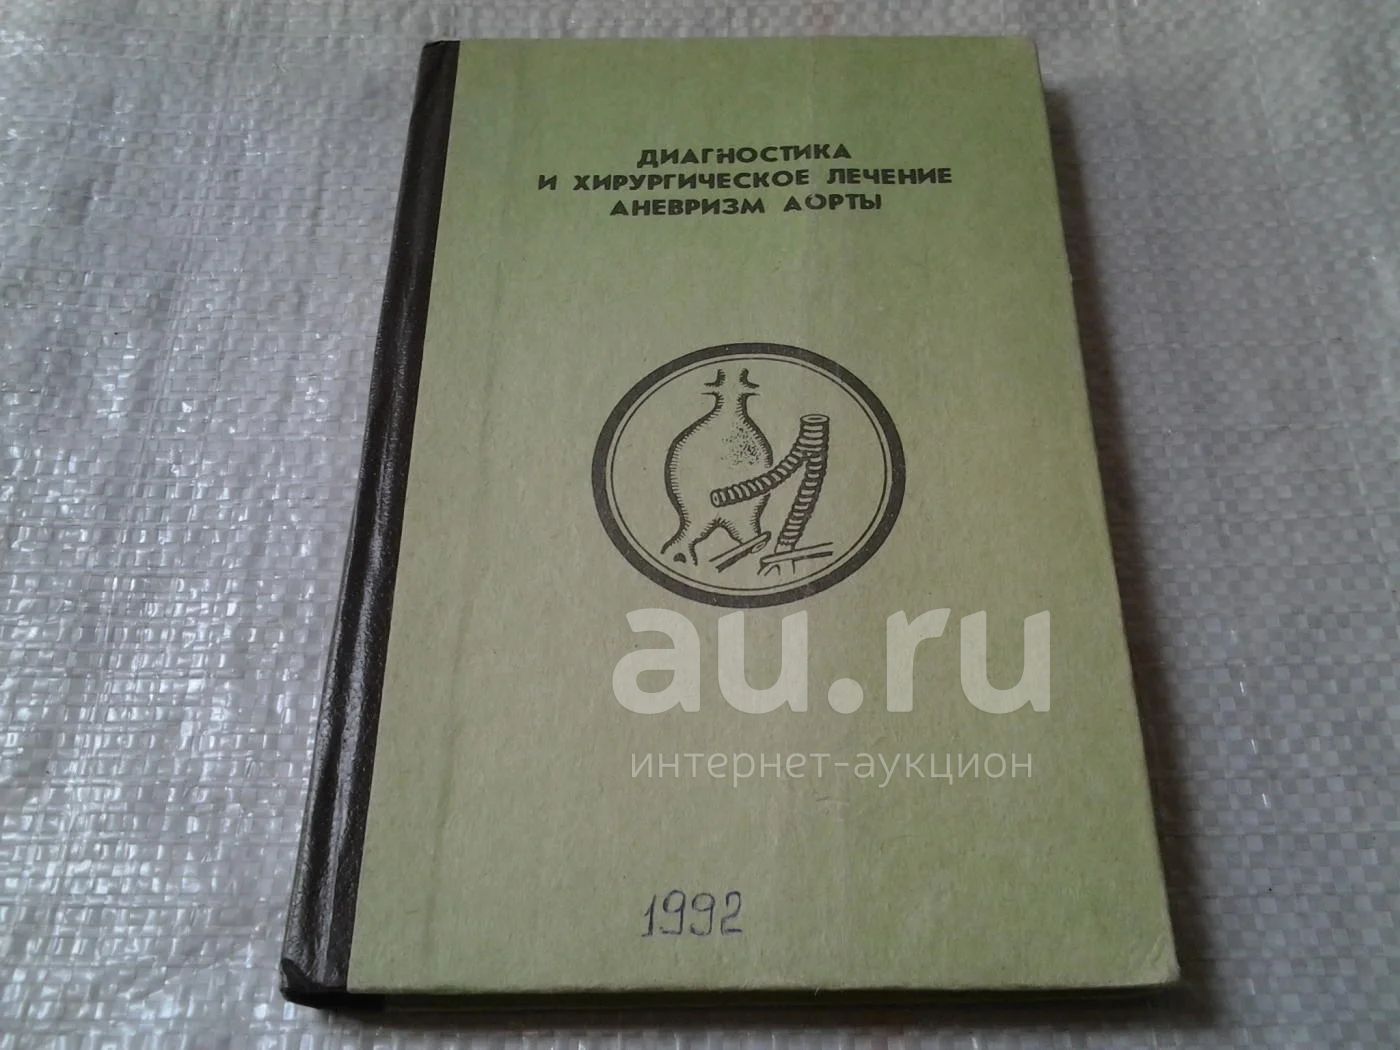 ДИАГНОСТИКА
И ХИРУРГИЧЕСКОЕ ЛЕЧЕНИЕ
АНЕВРИЗМ АОРТЫ
au.ru
интернет-аукцион
1992